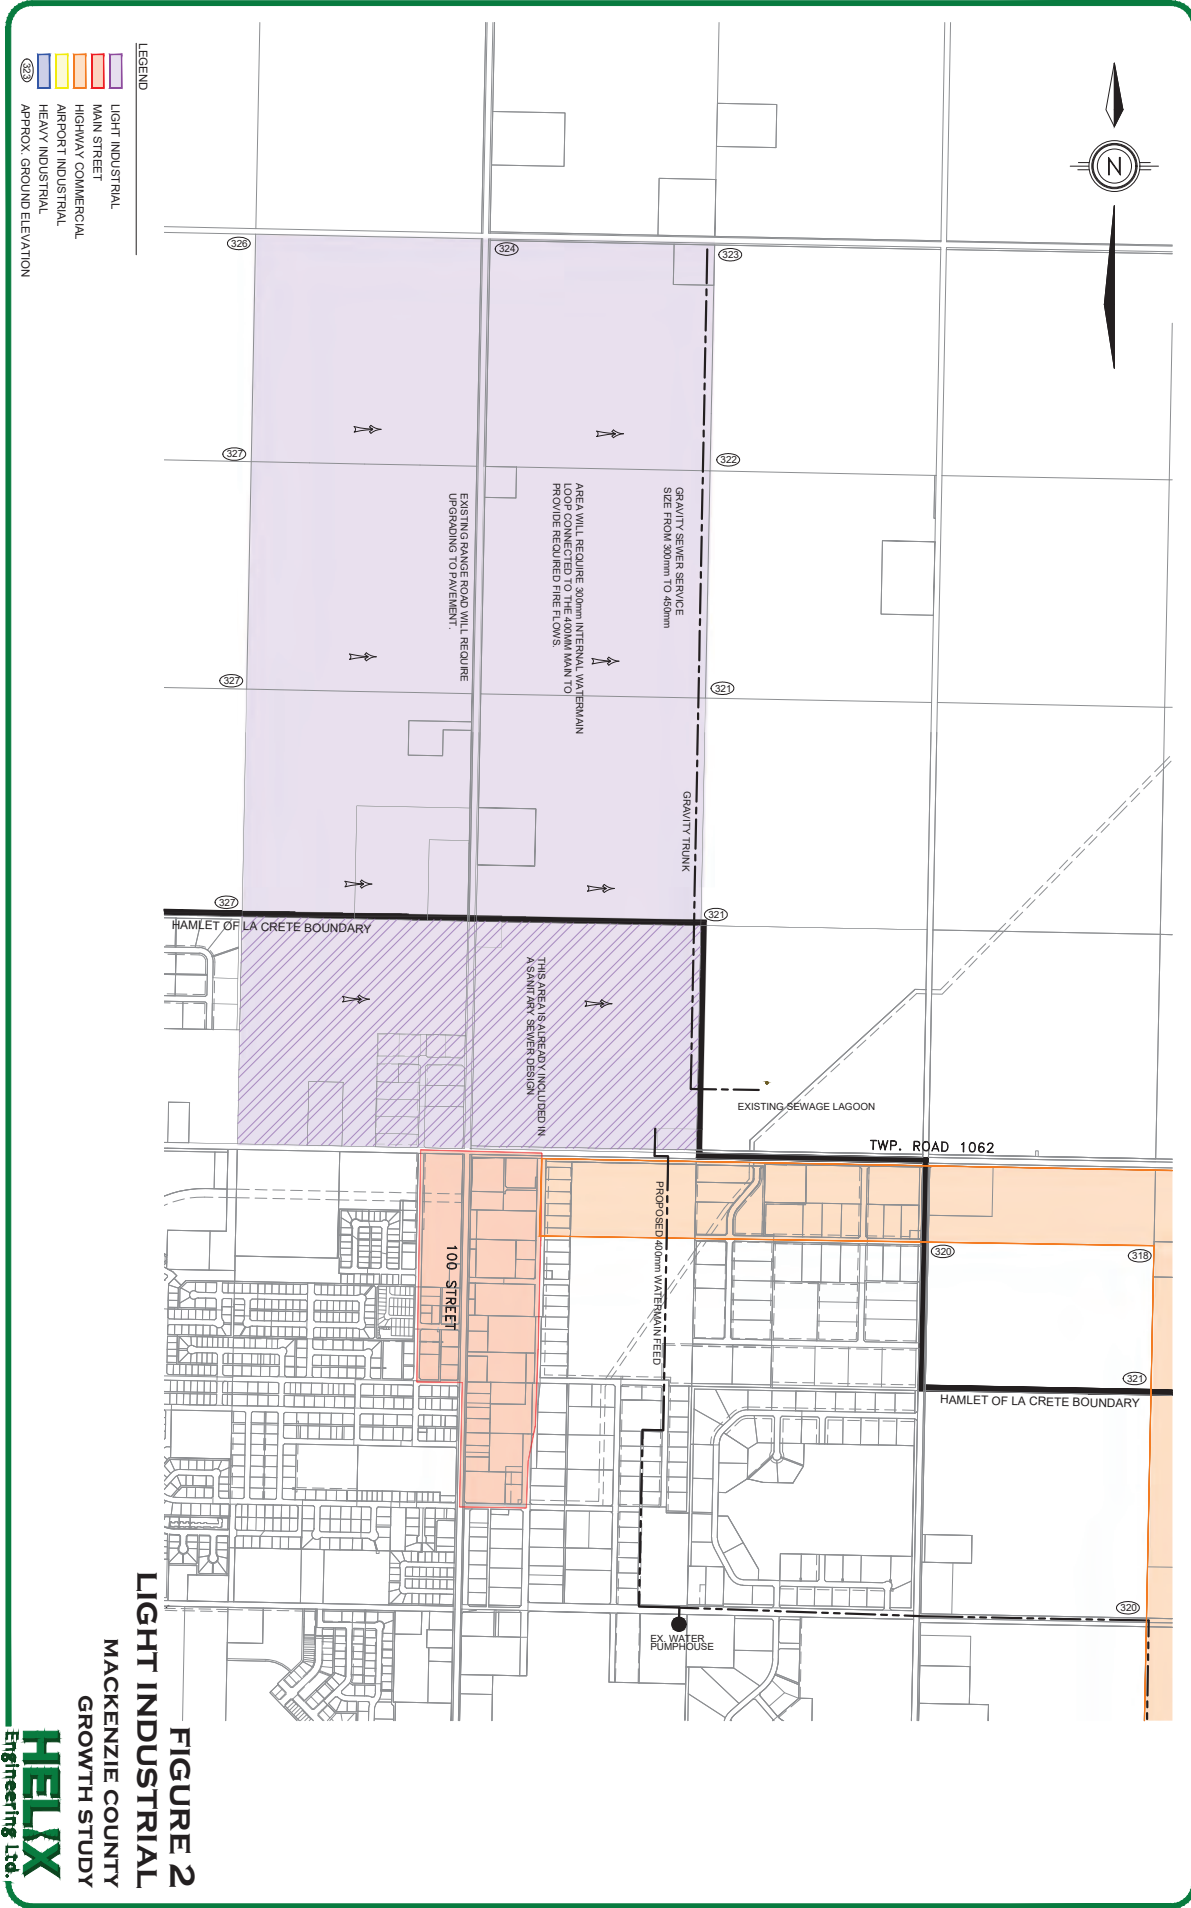 LEGEND
LIGHT INDUSTRIAL
MAIN STREET
HIGHWAY COMMERCIAL
AIRPORT INDUSTRIAL
HEAVY INDUSTRIAL
323 APPROX. GROUND ELEVATION
N
326
324
323
327
322
327
321
327
321
GRAVITY SEWER SERVICE
SIZE FROM 300mm TO 450mm
AREA WILL REQUIRE 300mm INTERNAL WATERMAIN
LOOP CONNECTED TO THE 400MM MAIN TO
PROVIDE REQUIRED FIRE FLOWS.
EXISTING RANGE ROAD WILL REQUIRE
UPGRADING TO PAVEMENT.
GRAVITY TRUNK
HAMLET OF LA CRETE BOUNDARY
THIS AREA IS ALREADY INCLUDED IN
A SANITARY SEWER DESIGN
EXISTING SEWAGE LAGOON
TWP. ROAD 1062
PROPOSED 400mm WATERMAIN FEED
100 STREET
320
318
321
HAMLET OF LA CRETE BOUNDARY
320
EX. WATER
PUMPHOUSE
FIGURE 2
LIGHT INDUSTRIAL
MACKENZIE COUNTY
GROWTH STUDY
HELIX
Engineering Ltd.